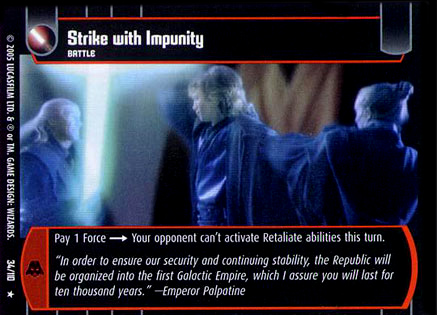 Strike with Impunity
BATTLE
Pay 1 Force → Your opponent can't activate Retaliate abilities this turn.
"In order to ensure our security and continuing stability, the Republic will
be organized into the first Galactic Empire, which I assure you will last for
ten thousand years." —Emperor Palpatine
© 2005 LUCASFILM LTD. & ® or TM. GAME DESIGN: WIZARDS.
34/110 ★